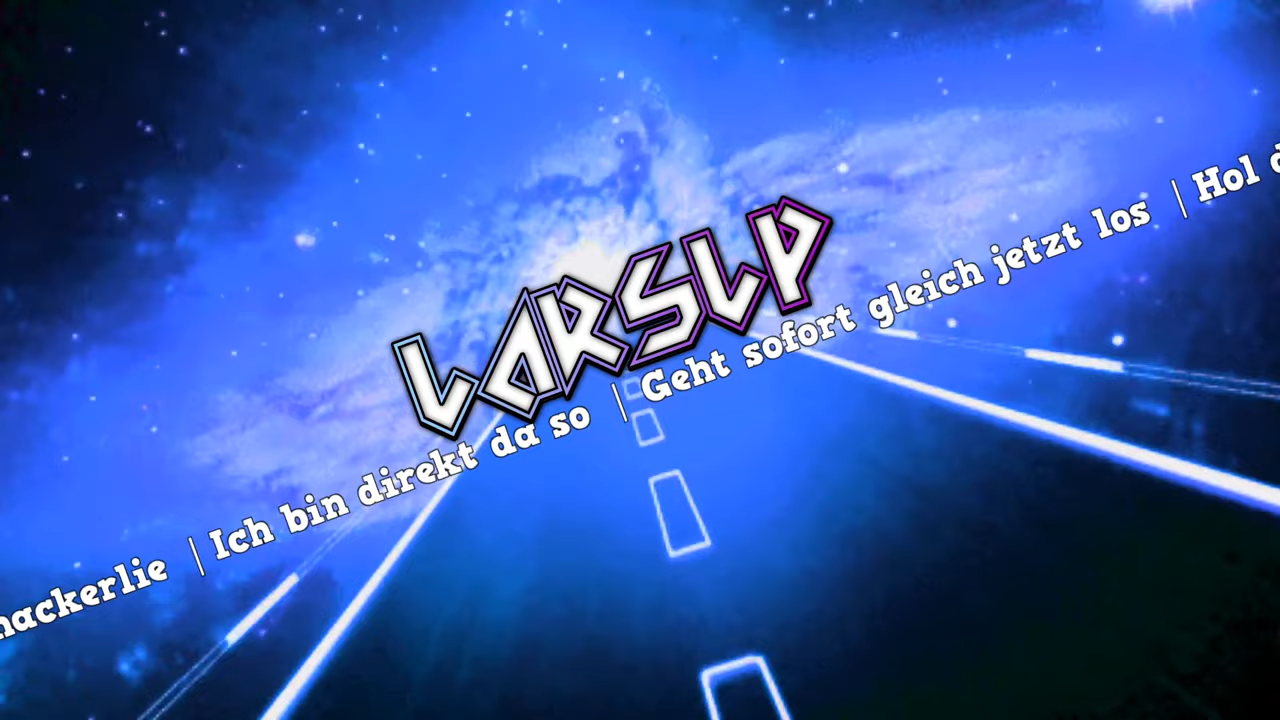 LARSLP
nackerlie | Ich bin direkt da so | Geht sofort gleich jetzt los | Hol d